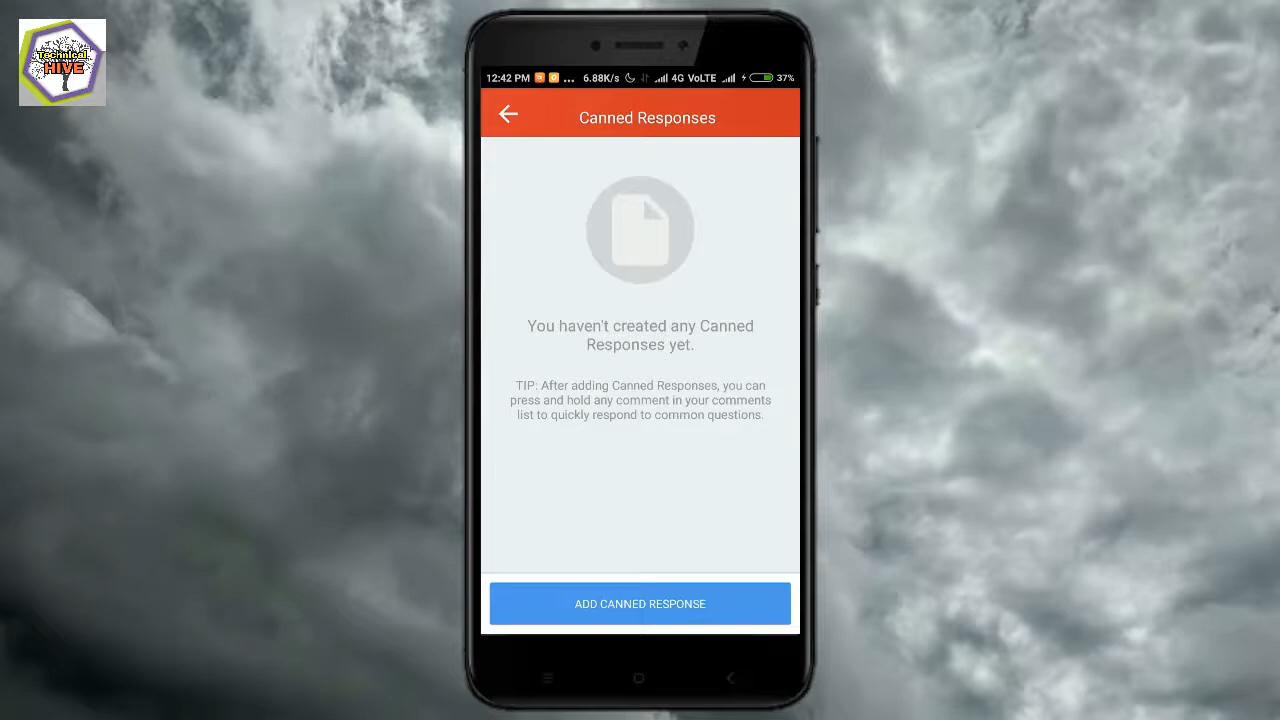 Technical
HIVE
12:42 PM ... 6.88K/s 4G VoLTE 37%
Canned Responses
You haven't created any Canned
Responses yet.
TIP: After adding Canned Responses, you can
press and hold any comment in your comments
list to quickly respond to common questions.
ADD CANNED RESPONSE